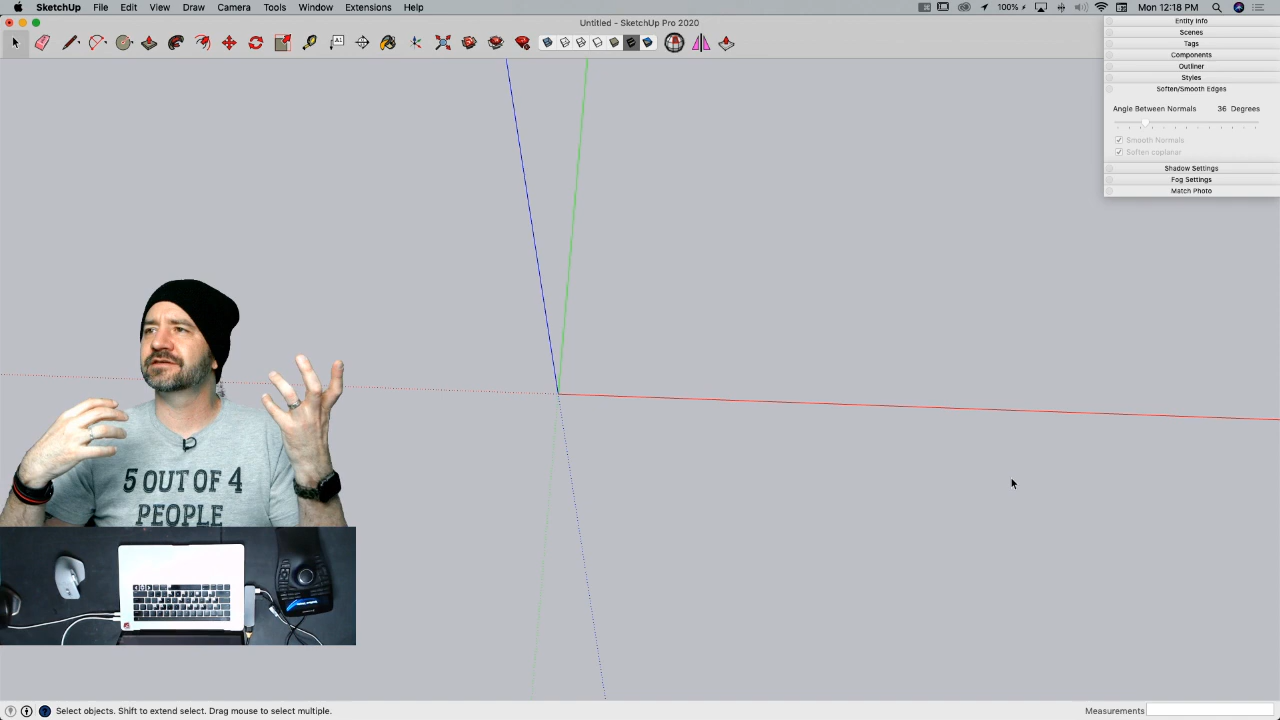 SketchUp File Edit View Draw Camera Tools Window Extensions Help 100% Mon 12:18 PM
Untitled - SketchUp Pro 2020
Entity Info
Scenes
Tags
Components
Outliner
Styles
Soften/Smooth Edges
Angle Between Normals 36 Degrees
Smooth Normals
Soften coplanar
Shadow Settings
Fog Settings
Match Photo
5 OUT OF 4
PEOPLE
Select objects. Shift to extend select. Drag mouse to select multiple.
Measurements